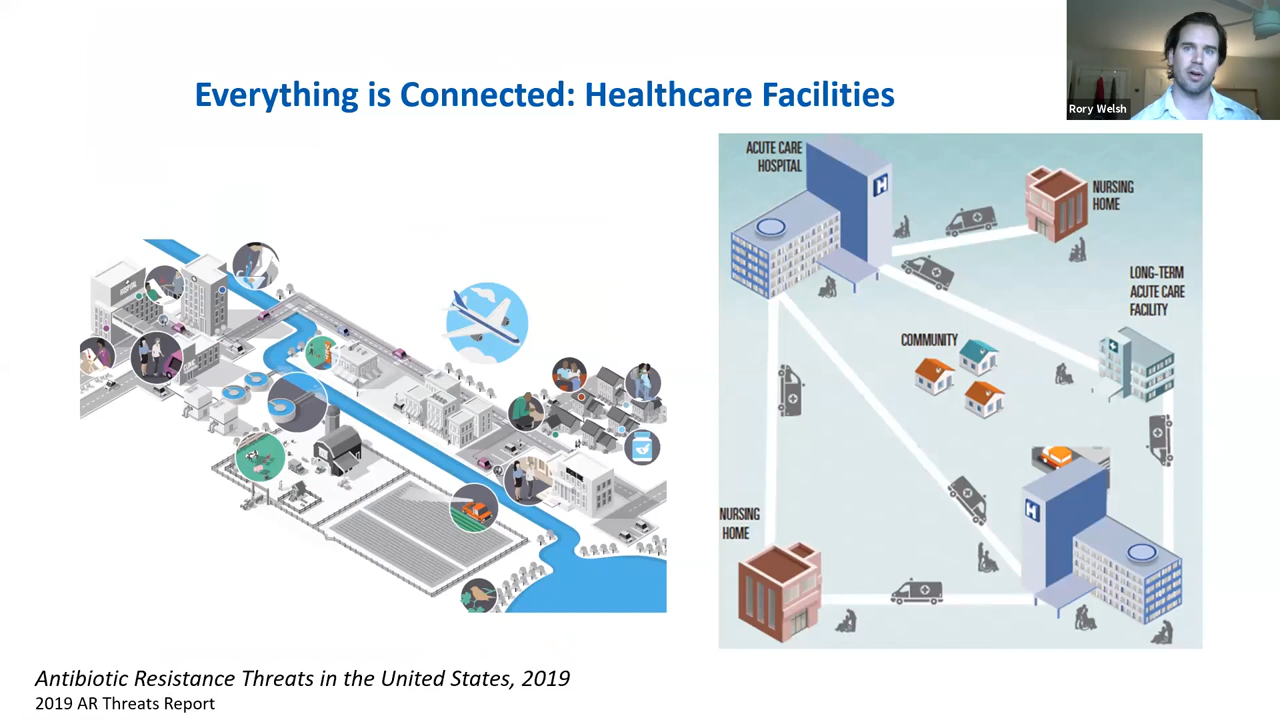 Everything is Connected: Healthcare Facilities
Rory Welsh
HOSPITAL
CLINIC
ACUTE CARE
HOSPITAL
H
NURSING
HOME
LONG-TERM
ACUTE CARE
FACILITY
COMMUNITY
NURSING
HOME
H
Antibiotic Resistance Threats in the United States, 2019
2019 AR Threats Report